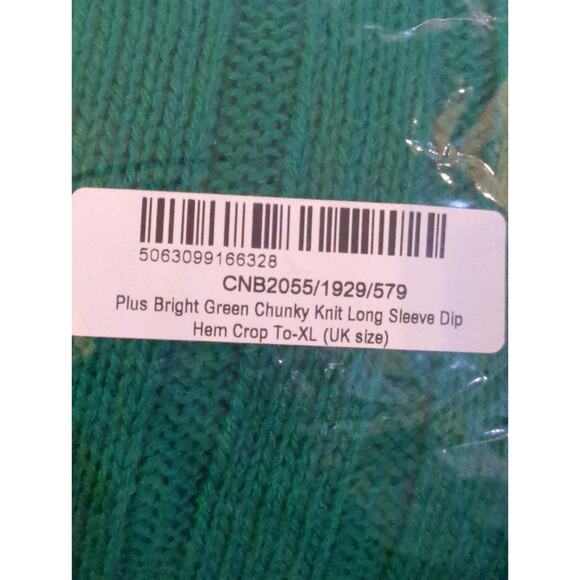 5063099166328
CNB2055/1929/579
Plus Bright Green Chunky Knit Long Sleeve Dip
Hem Crop To-XL (UK size)